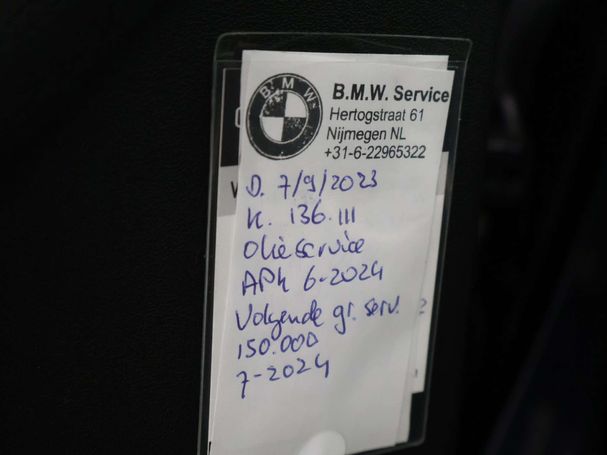 BMW
B.M.W. Service
Hertogstraat 61
Nijmegen NL
+31-6-22965322
D. 7/9/2023
K. 136.111
Olieservice
APK 6-2024
Volgende gr. serv.
150.000
7-2024